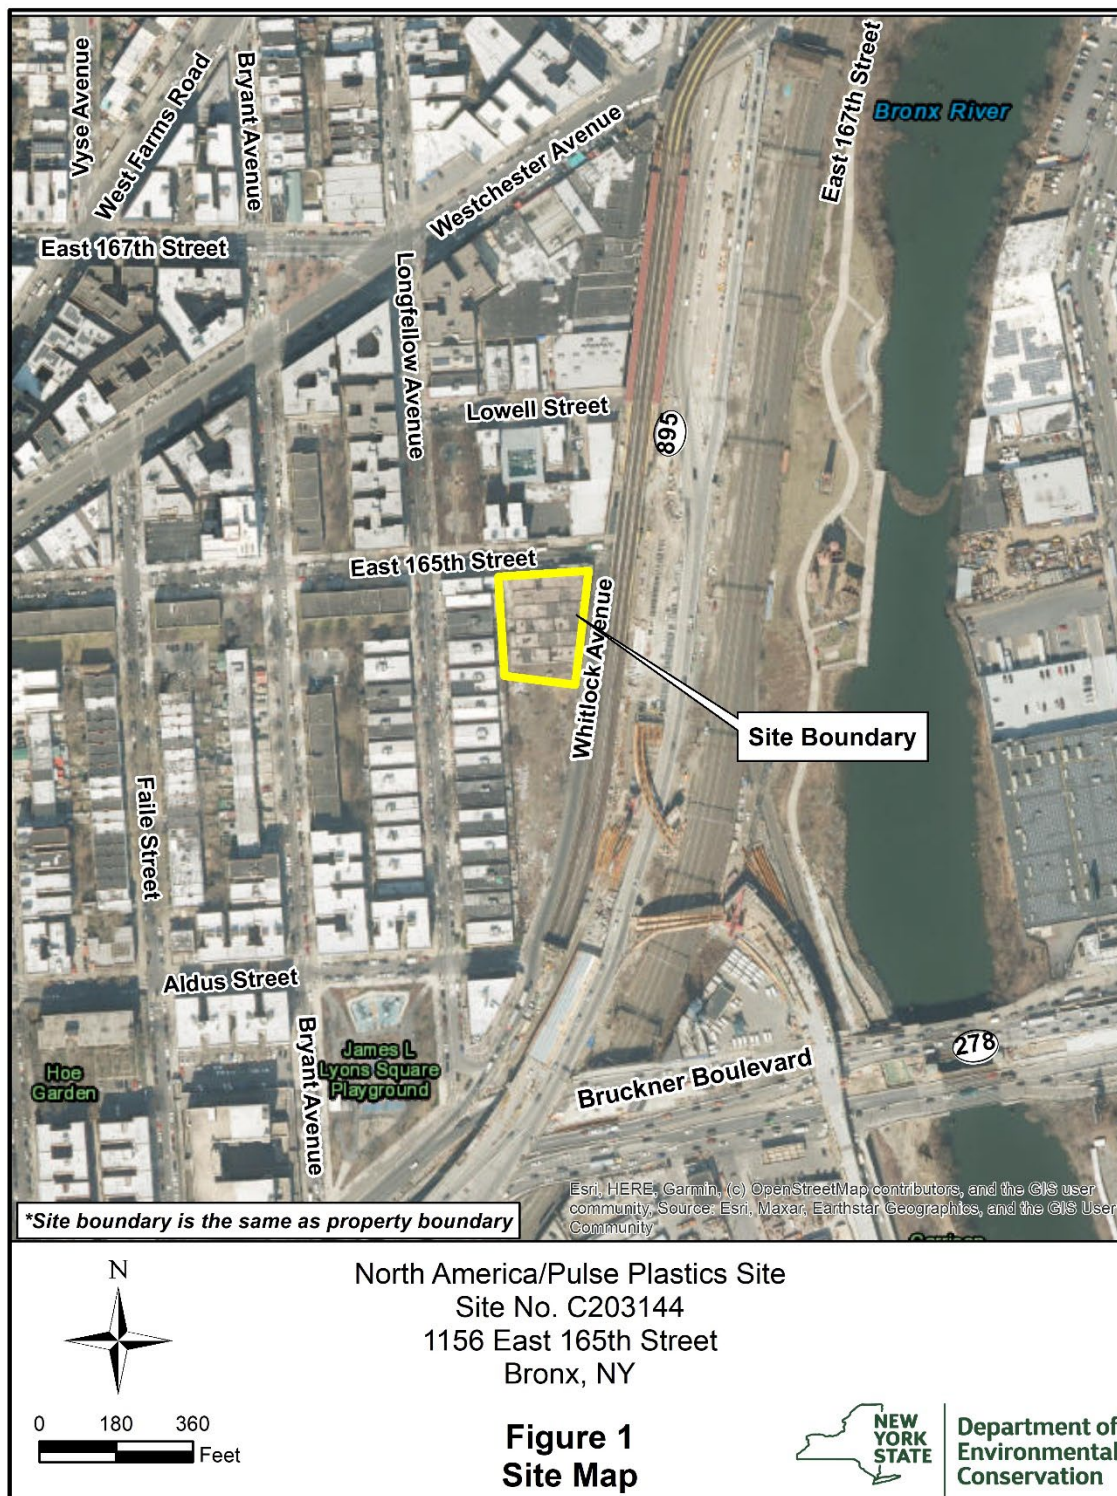 Vyse Avenue
West Farms Road
Bryant Avenue
Westchester Avenue
East 167th Street
Bronx River
East 167th Street
Longfellow Avenue
Lowell Street
895
East 165th Street
Whitlock Avenue
Site Boundary
Faile Street
Aldus Street
Bryant Avenue
James L
Lyons Square
Playground
Hoe
Garden
278
Bruckner Boulevard
Esri, HERE, Garmin, (c) OpenStreetMap contributors, and the GIS user
community, Source: Esri, Maxar, Earthstar Geographics, and the GIS User
Community
*Site boundary is the same as property boundary
N
0 180 360
Feet
North America/Pulse Plastics Site
Site No. C203144
1156 East 165th Street
Bronx, NY
Figure 1
Site Map
NEW
YORK
STATE
Department of
Environmental
Conservation